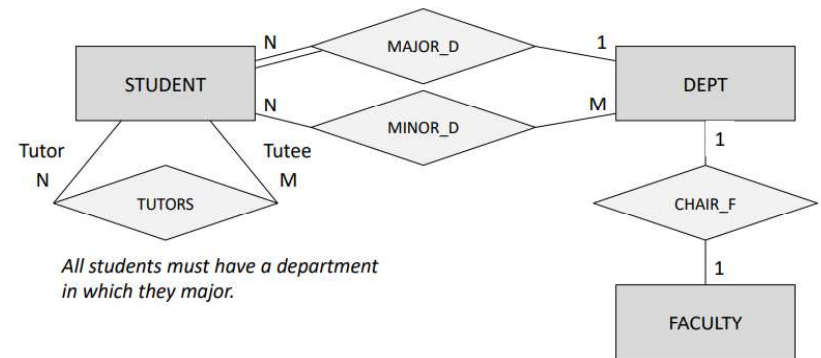 N
MAJOR_D
1
STUDENT
DEPT
N
MINOR_D
M
Tutor
Tutee
1
N
M
TUTORS
CHAIR_F
All students must have a department
in which they major.
1
FACULTY